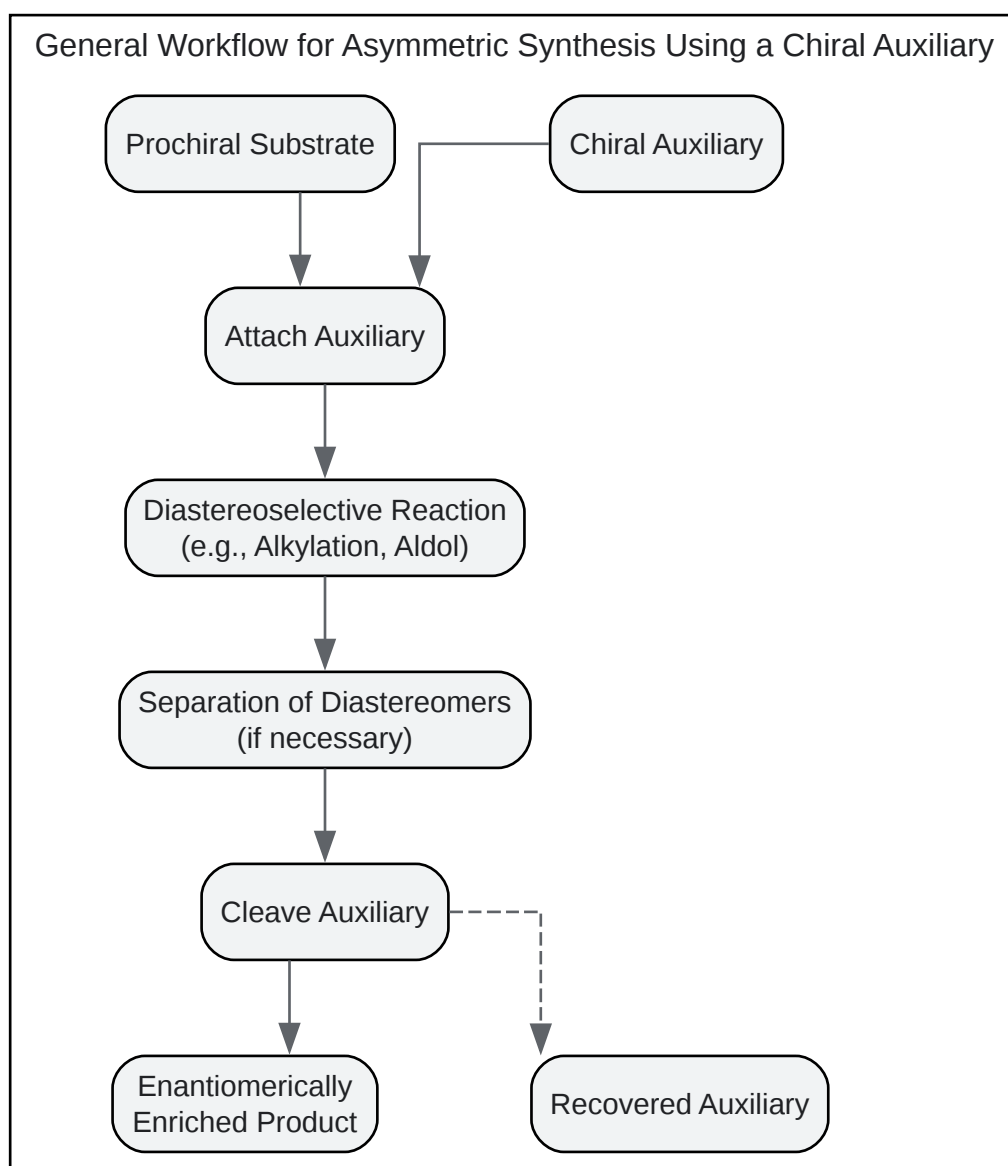 General Workflow for Asymmetric Synthesis Using a Chiral Auxiliary
Prochiral Substrate
Chiral Auxiliary
Attach Auxiliary
Diastereoselective Reaction
(e.g., Alkylation, Aldol)
Separation of Diastereomers
(if necessary)
Cleave Auxiliary
Enantiomerically
Enriched Product
Recovered Auxiliary